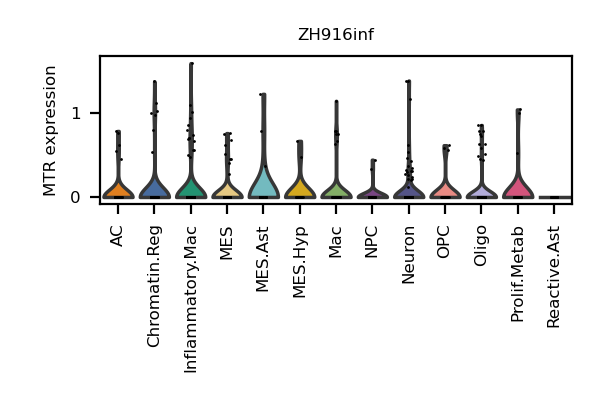 ZH916inf
MTR expression
1
0
AC
Chromatin.Reg
Inflammatory.Mac
MES
MES.Ast
MES.Hyp
Mac
NPC
Neuron
OPC
Oligo
Prolif.Metab
Reactive.Ast